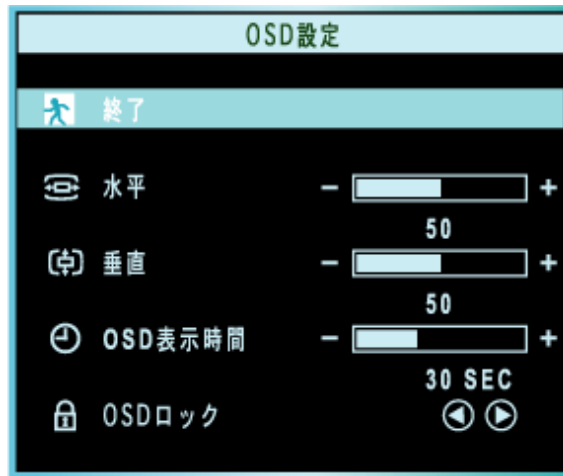 OSD設定
終了
水平 - +
50
垂直 - +
50
OSD表示時間 - +
30 SEC
OSDロック